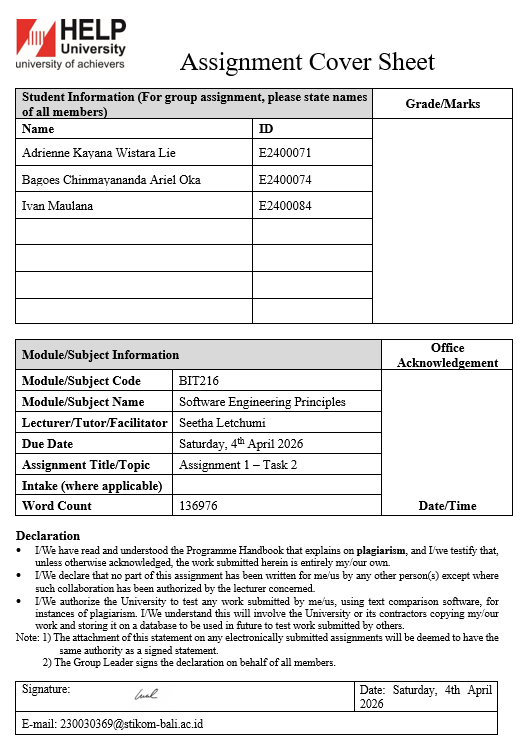 HELP
University
university of achievers
Assignment Cover Sheet
Student Information (For group assignment, please state names
of all members)
Grade/Marks
Name
ID
Adrienne Kayana Wistara Lie
E2400071
Bagoes Chinmayananda Ariel Oka
E2400074
Ivan Maulana
E2400084
Module/Subject Information
Office
Acknowledgement
Module/Subject Code
BIT216
Module/Subject Name
Software Engineering Principles
Lecturer/Tutor/Facilitator
Seetha Letchumi
Due Date
Saturday, 4th April 2026
Assignment Title/Topic
Assignment 1 – Task 2
Intake (where applicable)
Word Count
136976
Date/Time
Declaration
• I/We have read and understood the Programme Handbook that explains on plagiarism, and I/we testify that,
unless otherwise acknowledged, the work submitted herein is entirely my/our own.
• I/We declare that no part of this assignment has been written for me/us by any other person(s) except where
such collaboration has been authorized by the lecturer concerned.
• I/We authorize the University to test any work submitted by me/us, using text comparison software, for
instances of plagiarism. I/We understand this will involve the University or its contractors copying my/our
work and storing it on a database to be used in future to test work submitted by others.
Note: 1) The attachment of this statement on any electronically submitted assignments will be deemed to have the
same authority as a signed statement.
2) The Group Leader signs the declaration on behalf of all members.
Signature:
Date: Saturday, 4th April
2026
E-mail: 230030369@stikom-bali.ac.id